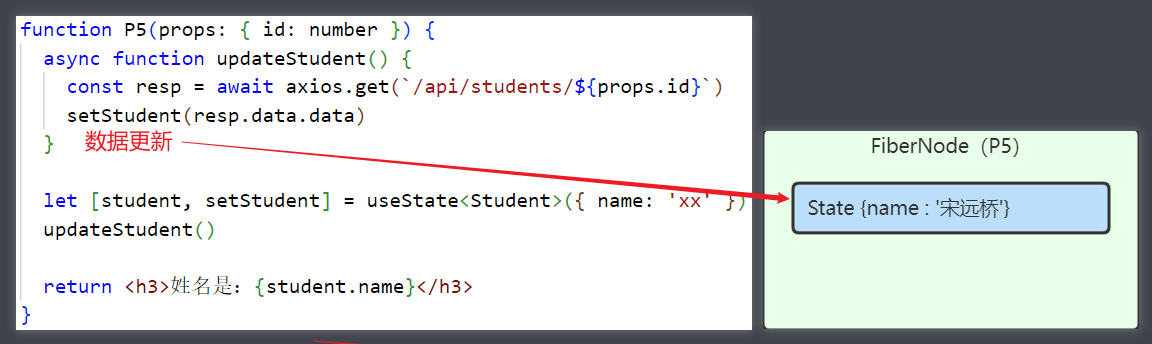 function P5(props: { id: number }) {
  async function updateStudent() {
    const resp = await axios.get(`/api/students/${props.id}`)
    setStudent(resp.data.data)
  }
数据更新
  let [student, setStudent] = useState<Student>({ name: 'xx' })
  updateStudent()
  return <h3>姓名是: {student.name}</h3>
}
FiberNode（P5）
State {name : '宋远桥'}